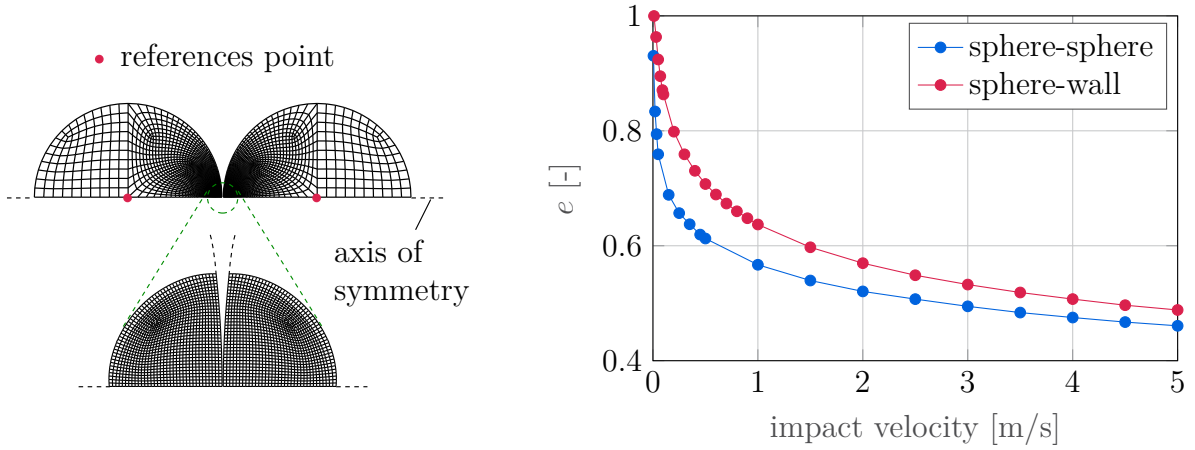 references point
axis of
symmetry
1
0.8
0.6
0.4
0
1
2
3
4
5
e [-]
impact velocity [m/s]
sphere-sphere
sphere-wall